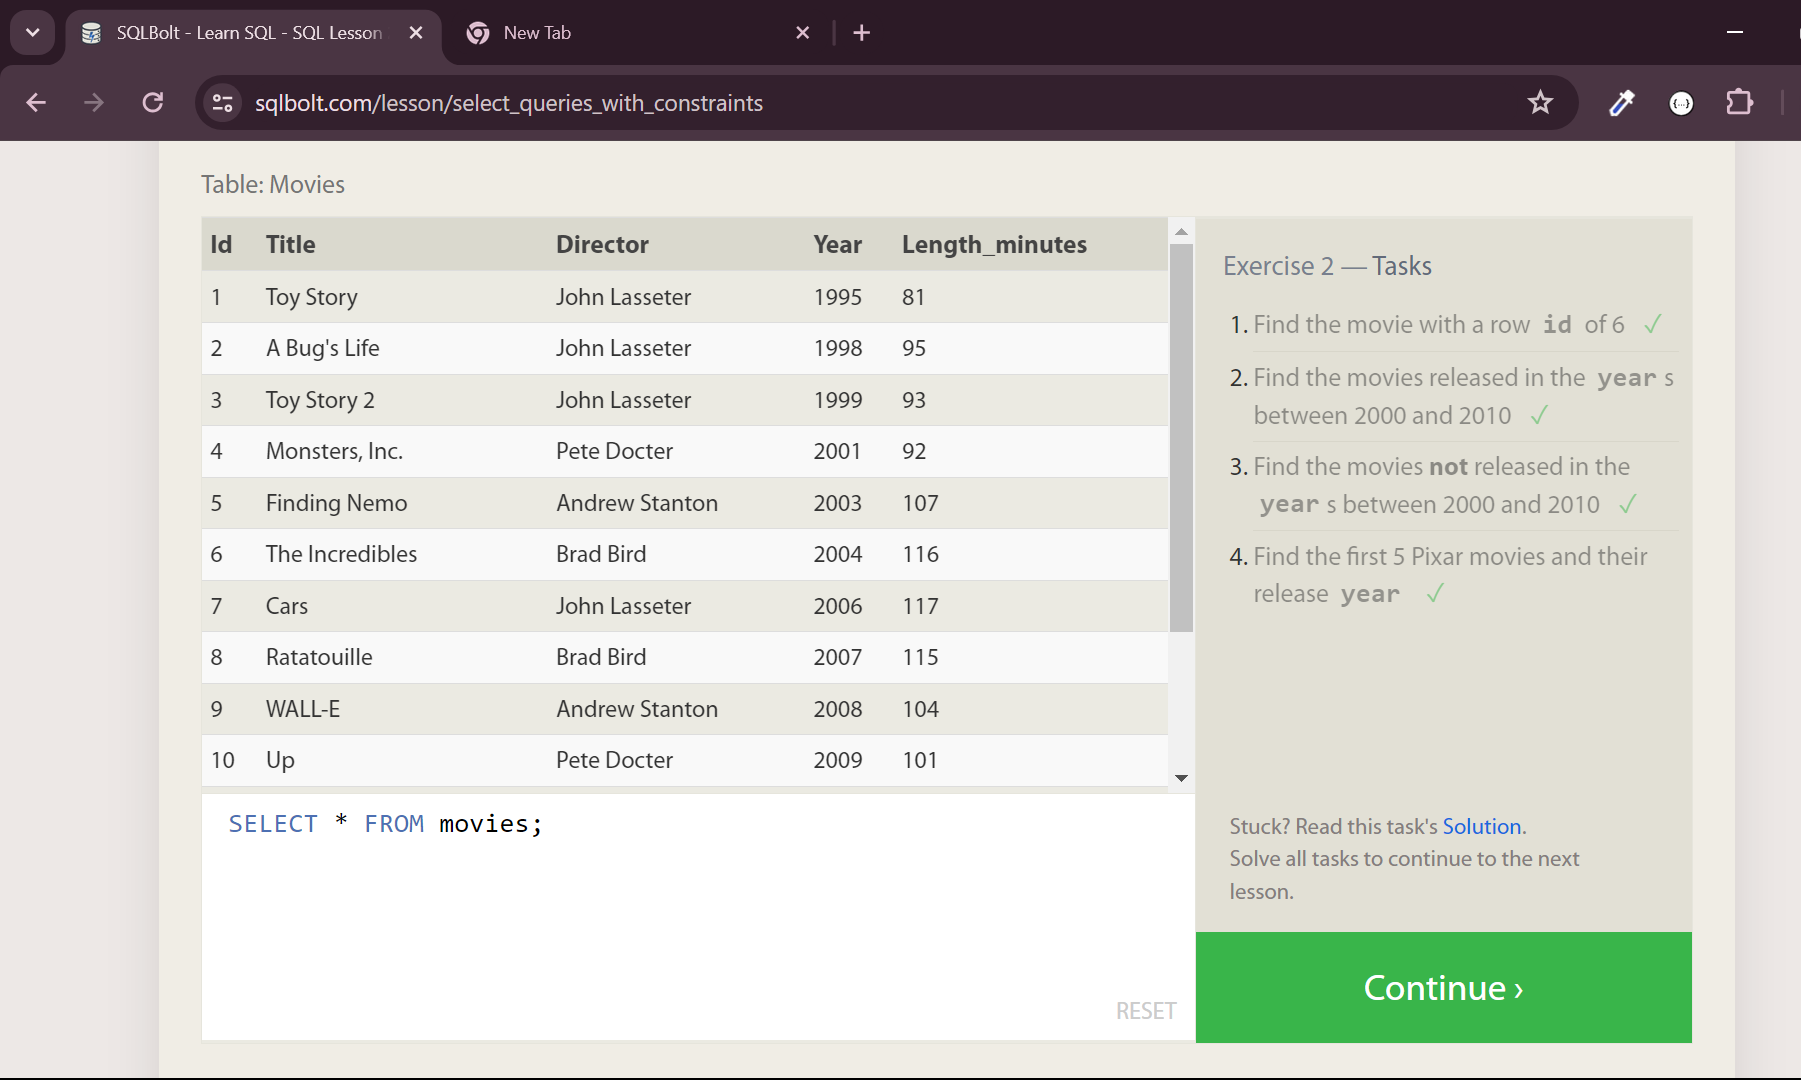 SQLBolt - Learn SQL - SQL Lesson
New Tab
sqlbolt.com/lesson/select_queries_with_constraints
Table: Movies
Id Title Director Year Length_minutes
1 Toy Story John Lasseter 1995 81
2 A Bug's Life John Lasseter 1998 95
3 Toy Story 2 John Lasseter 1999 93
4 Monsters, Inc. Pete Docter 2001 92
5 Finding Nemo Andrew Stanton 2003 107
6 The Incredibles Brad Bird 2004 116
7 Cars John Lasseter 2006 117
8 Ratatouille Brad Bird 2007 115
9 WALL-E Andrew Stanton 2008 104
10 Up Pete Docter 2009 101
SELECT * FROM movies;
RESET
Exercise 2 — Tasks
1. Find the movie with a row id of 6 ✓
2. Find the movies released in the year s
between 2000 and 2010 ✓
3. Find the movies not released in the
year s between 2000 and 2010 ✓
4. Find the first 5 Pixar movies and their
release year ✓
Stuck? Read this task's Solution.
Solve all tasks to continue to the next
lesson.
Continue ›